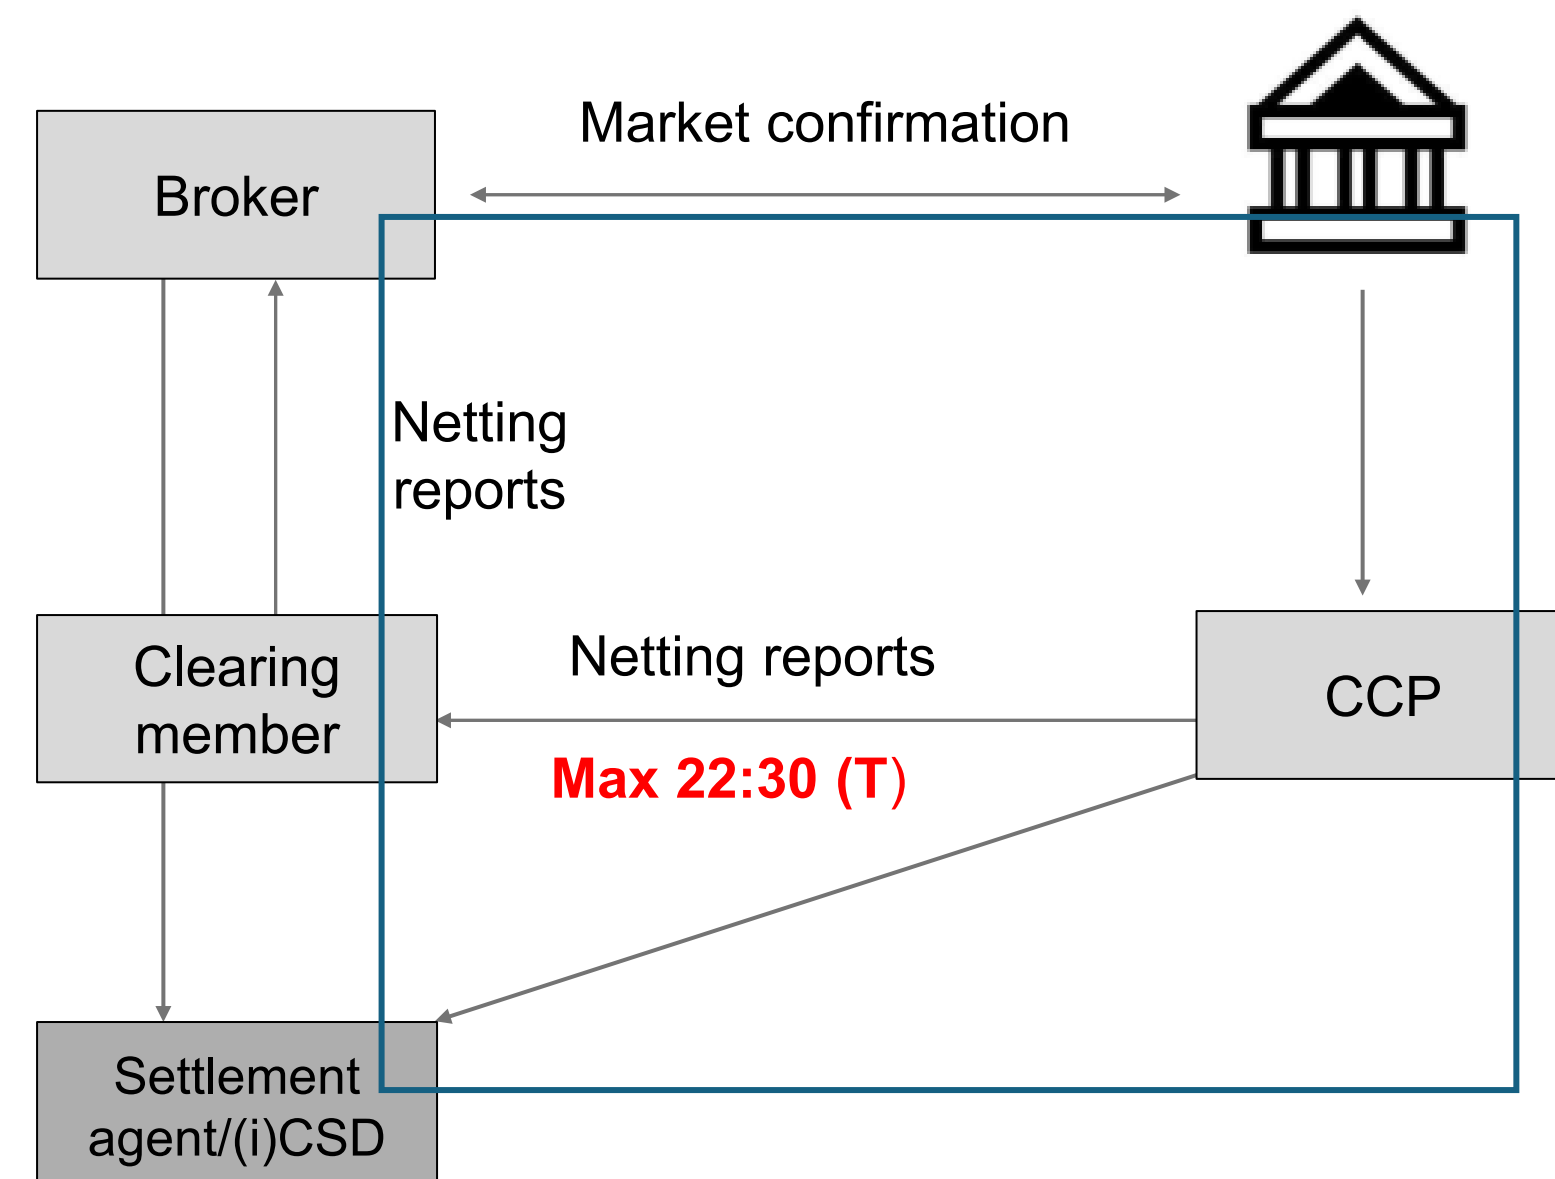 Market confirmation
Broker
Netting
reports
Clearing
member
Netting reports
CCP
Max 22:30 (T)
Settlement
agent/(i)CSD